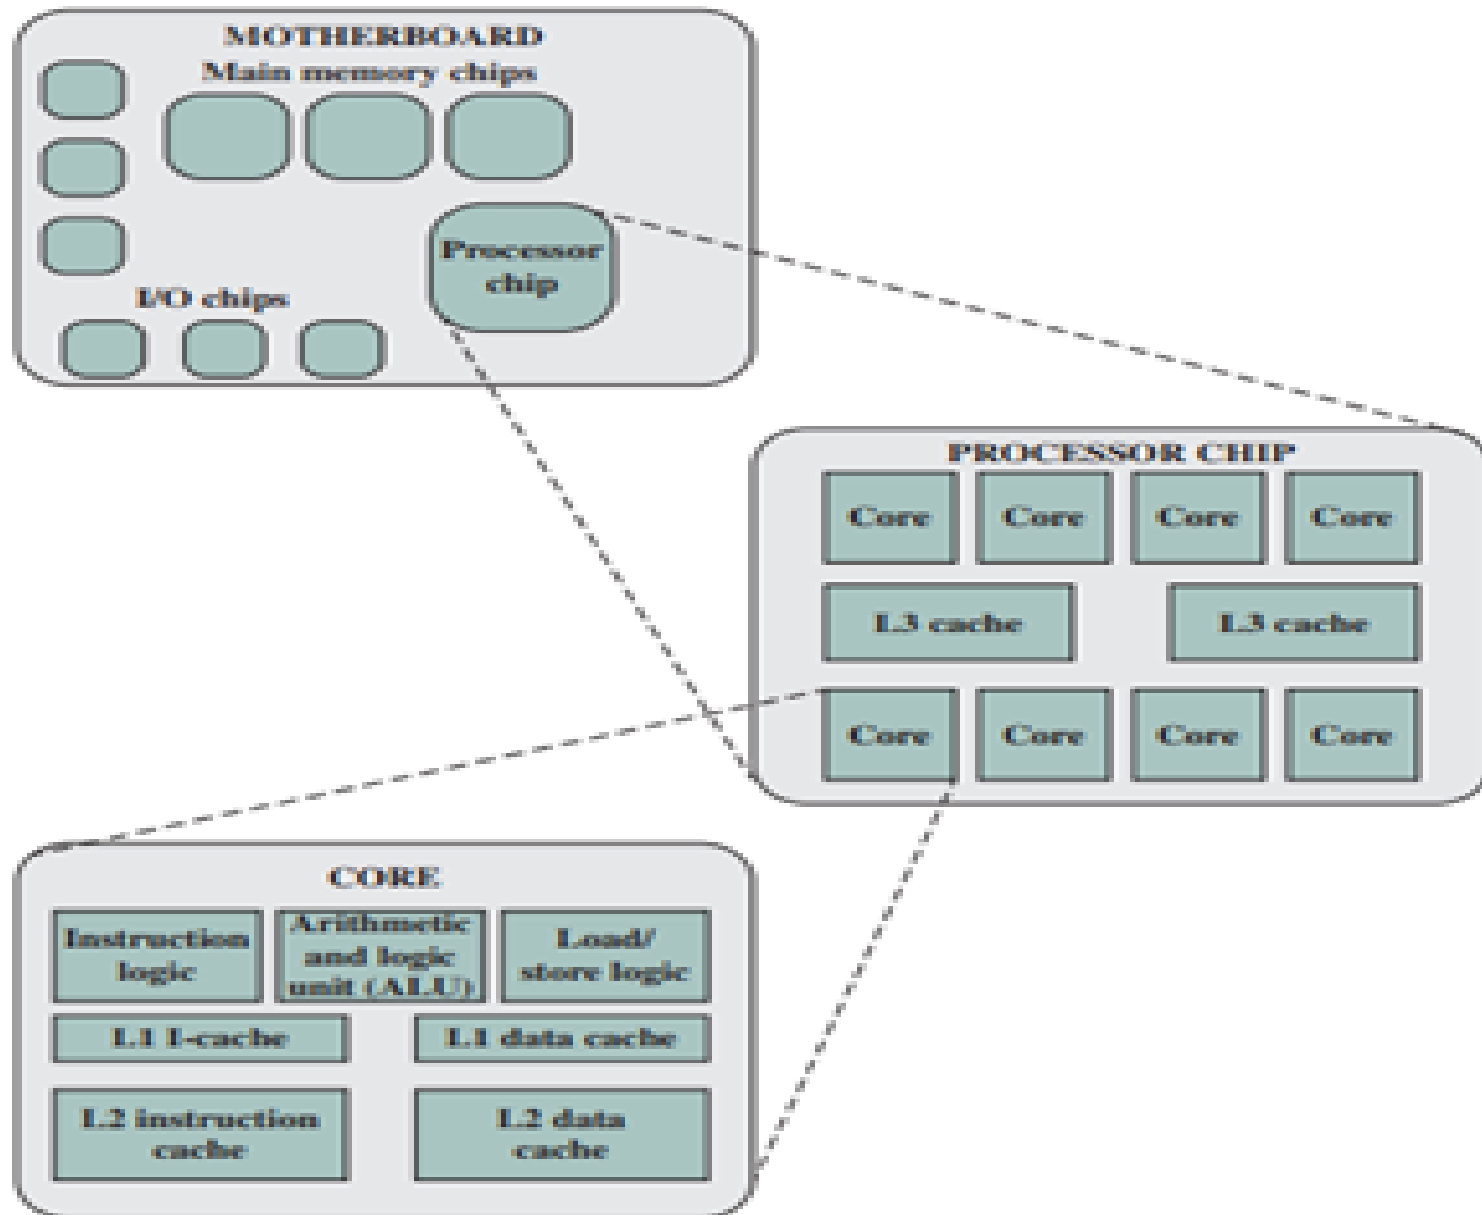 MOTHERBOARD
Main memory chips
Processor
chip
I/O chips
PROCESSOR CHIP
Core Core Core Core
L3 cache L3 cache
Core Core Core Core
CORE
Instruction
logic
Arithmetic
and logic
unit (ALU)
Load/
store logic
L1 I-cache L1 data cache
L2 instruction
cache
L2 data
cache